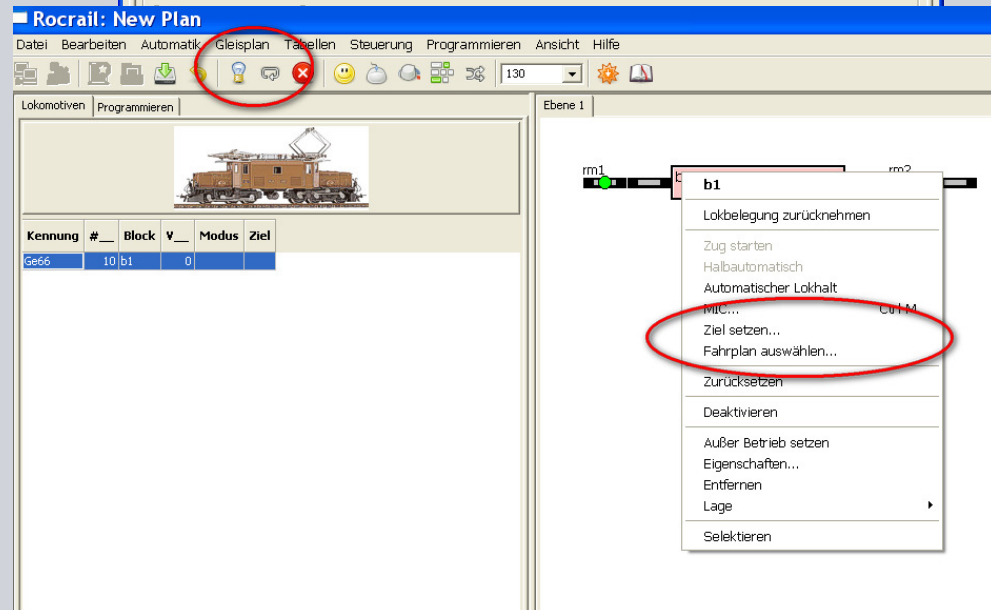 Rocrail: New Plan
Datei Bearbeiten Automatik Gleisplan Tabellen Steuerung Programmieren Ansicht Hilfe
130
Lokomotiven Programmieren
Ebene 1
rm1 rm2
b1
Kennung #__ Block V__ Modus Ziel
Ge66 10 b1 0
Lokbelegung zurücknehmen
Zug starten
Halbautomatisch
Automatischer Lokhalt
MIC... Ctrl M
Ziel setzen...
Fahrplan auswählen...
Zurücksetzen
Deaktivieren
Außer Betrieb setzen
Eigenschaften...
Entfernen
Lage
Selektieren